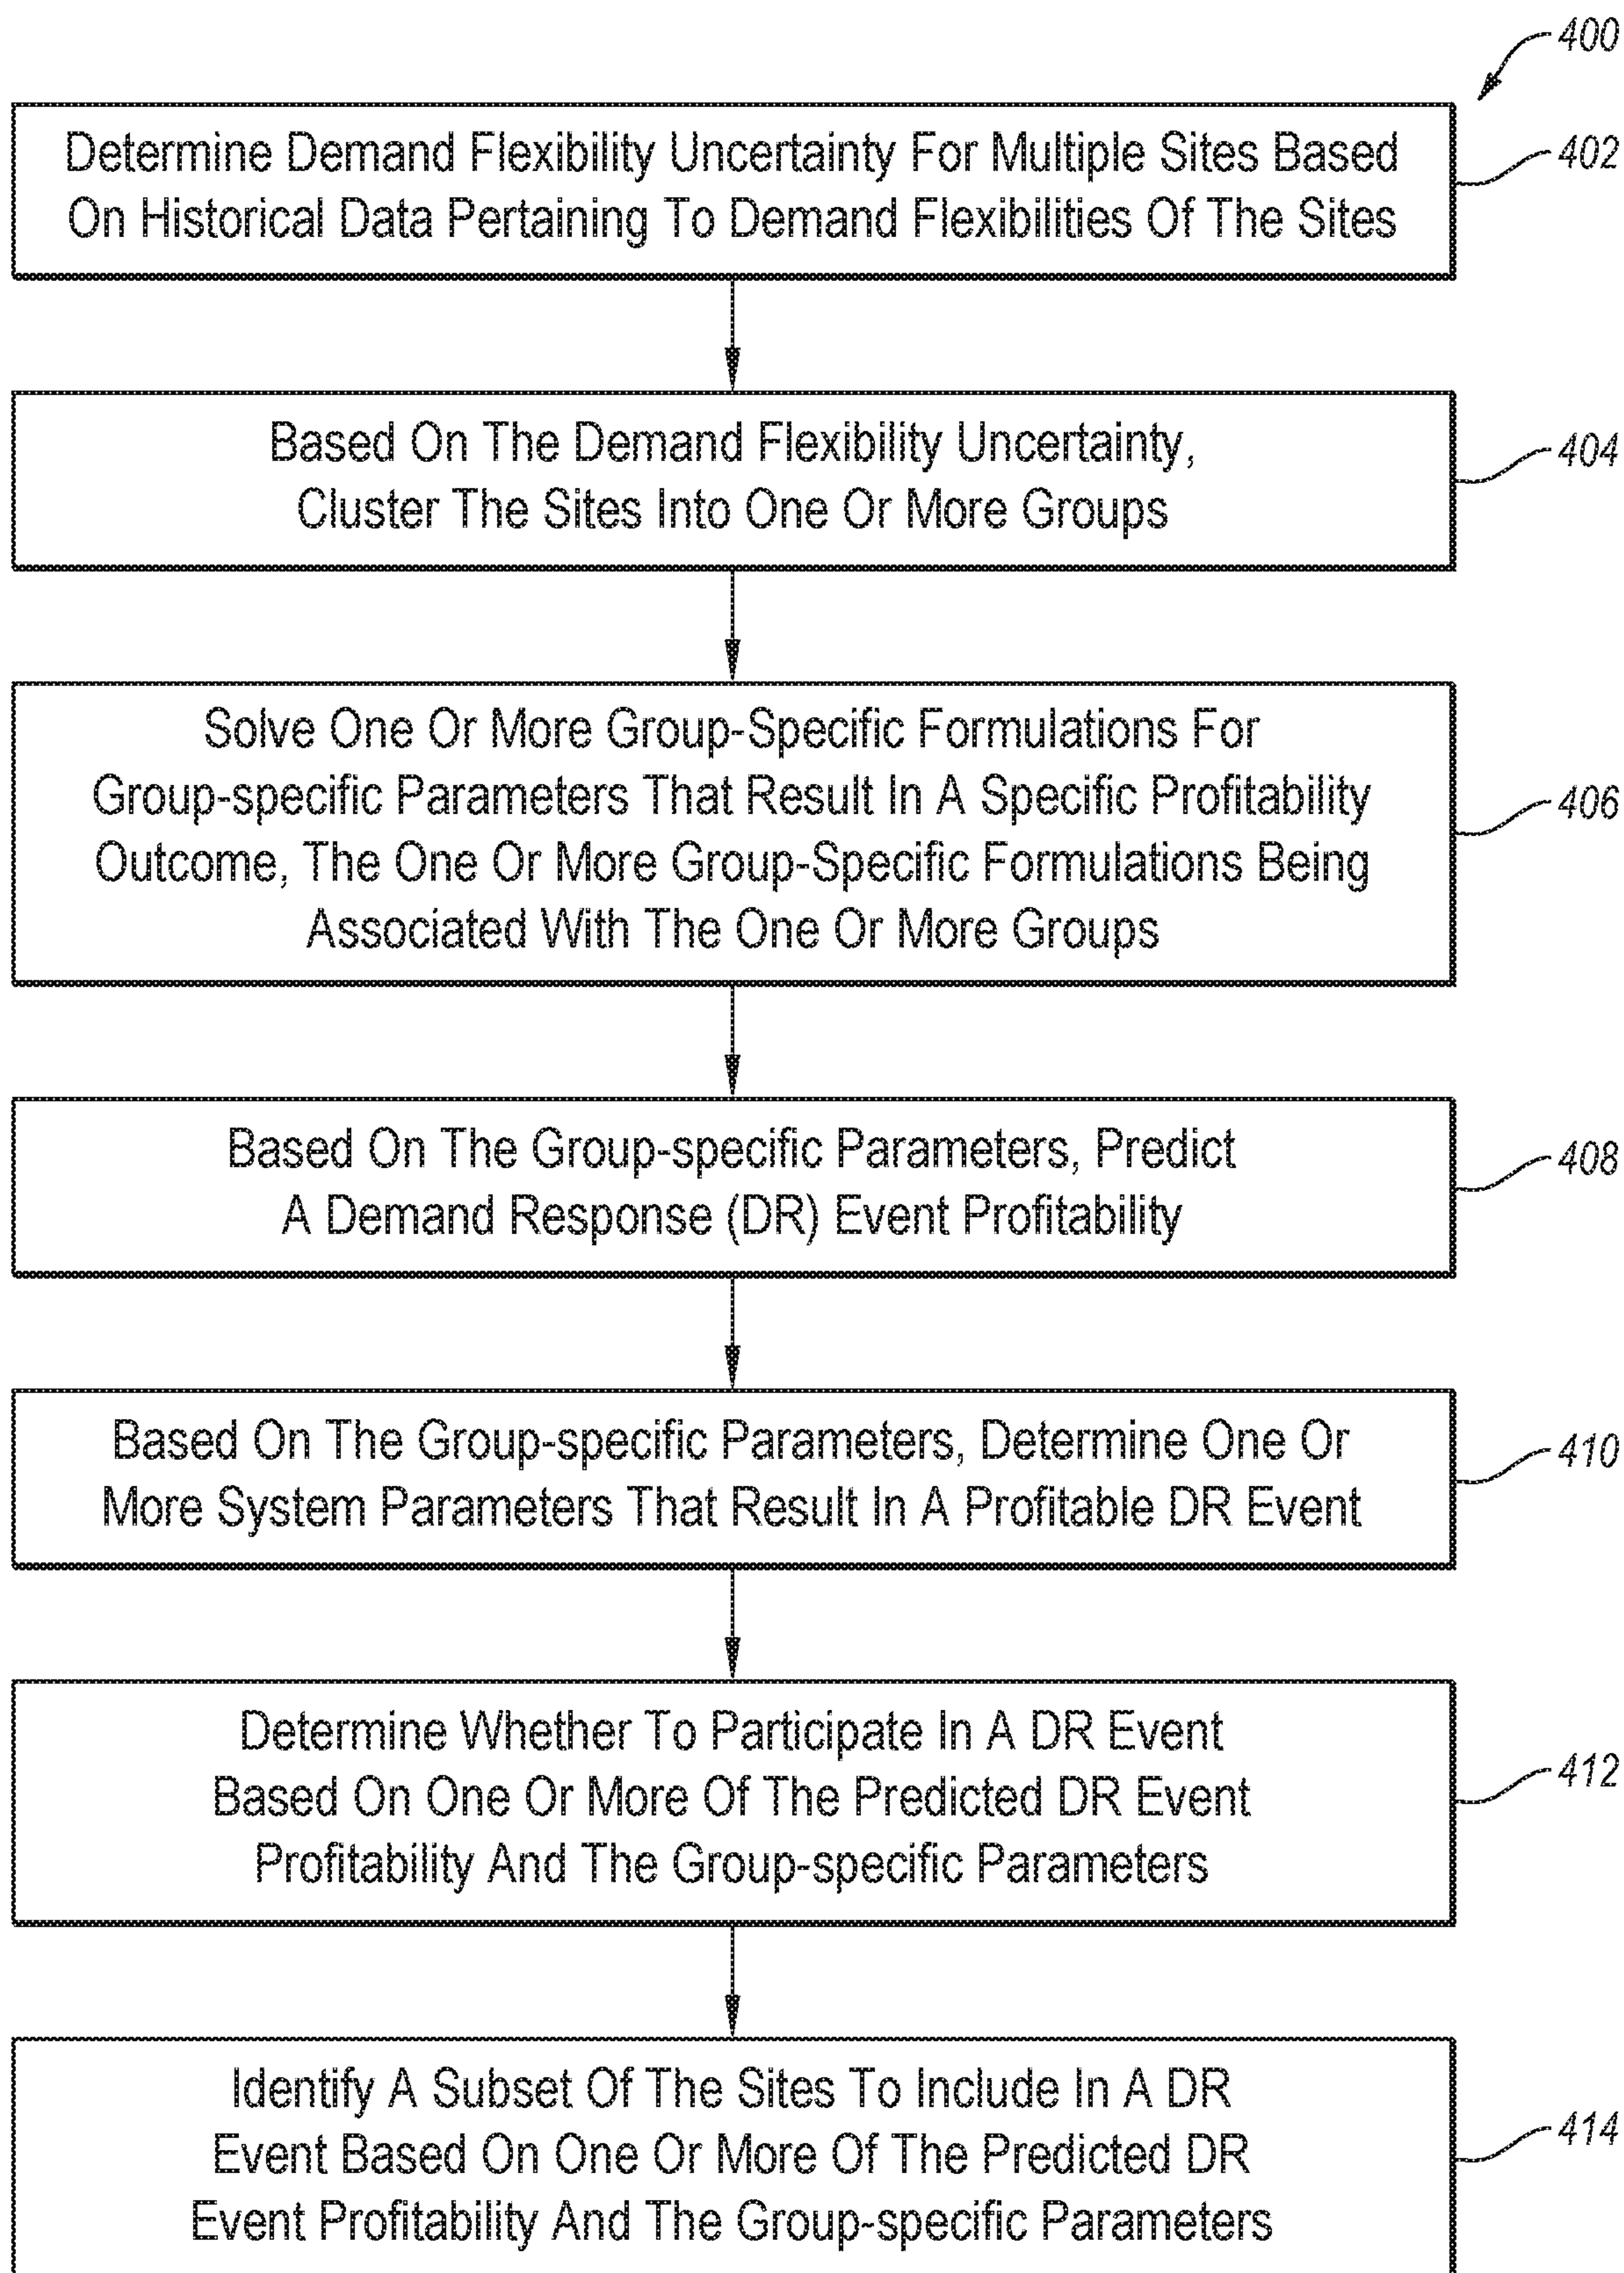 400
Determine Demand Flexibility Uncertainty For Multiple Sites Based
On Historical Data Pertaining To Demand Flexibilities Of The Sites
402
Based On The Demand Flexibility Uncertainty,
Cluster The Sites Into One Or More Groups
404
Solve One Or More Group-Specific Formulations For
Group-specific Parameters That Result In A Specific Profitability
Outcome, The One Or More Group-Specific Formulations Being
Associated With The One Or More Groups
406
Based On The Group-specific Parameters, Predict
A Demand Response (DR) Event Profitability
408
Based On The Group-specific Parameters, Determine One Or
More System Parameters That Result In A Profitable DR Event
410
Determine Whether To Participate In A DR Event
Based On One Or More Of The Predicted DR Event
Profitability And The Group-specific Parameters
412
Identify A Subset Of The Sites To Include In A DR
Event Based On One Or More Of The Predicted DR
Event Profitability And The Group-specific Parameters
414